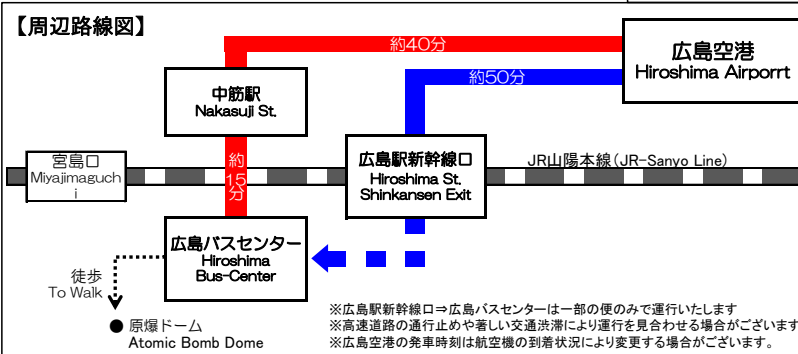 【周辺路線図】
約40分
広島空港
Hiroshima Airporrt
約50分
中筋駅
Nakasuji St.
宮島口
Miyajimaguch
i
約
15
分
広島駅新幹線口
Hiroshima St.
Shinkansen Exit
JR山陽本線(JR-Sanyo Line)
広島バスセンター
Hiroshima
Bus-Center
徒歩
To Walk
● 原爆ドーム
Atomic Bomb Dome
※広島駅新幹線口⇒広島バスセンターは一部の便のみで運行いたします
※高速道路の通行止めや著しい交通渋滞により運行を見合わせる場合がございます
※広島空港の発車時刻は航空機の到着状況により変更する場合がございます。